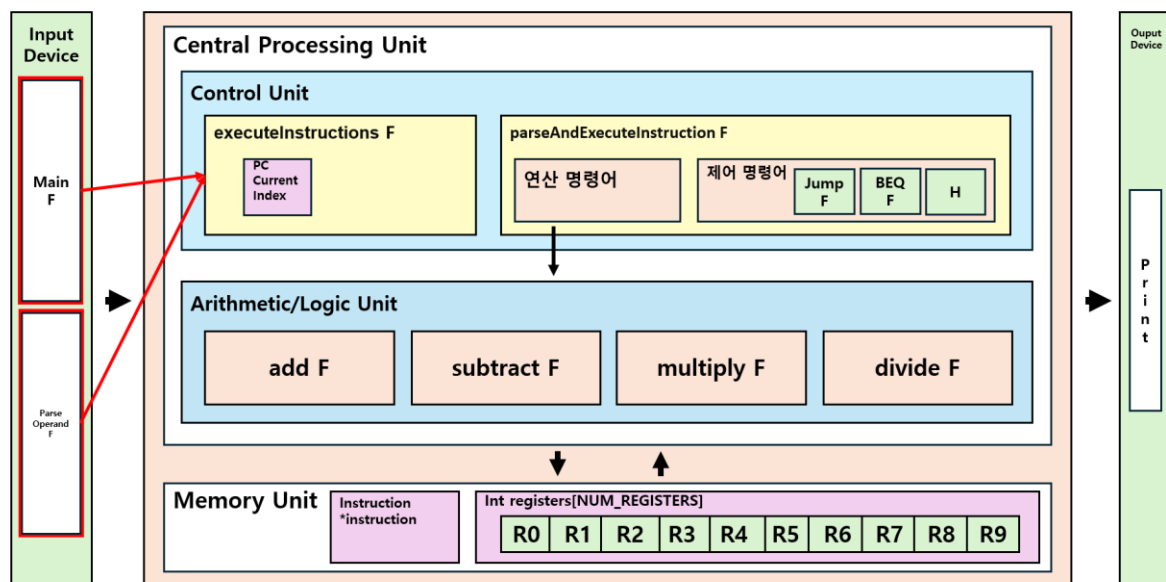 Input
Device
Main
F
Parse
Operand
F
Central Processing Unit
Control Unit
executeInstructions F
PC
Current
Index
parseAndExecuteInstruction F
연산 명령어
제어 명령어
Jump
F
BEQ
F
H
Arithmetic/Logic Unit
add F
subtract F
multiply F
divide F
Memory Unit
Instruction
*instruction
Int registers[NUM_REGISTERS]
R0 R1 R2 R3 R4 R5 R6 R7 R8 R9
Ouput
Device
P
r
i
n
t